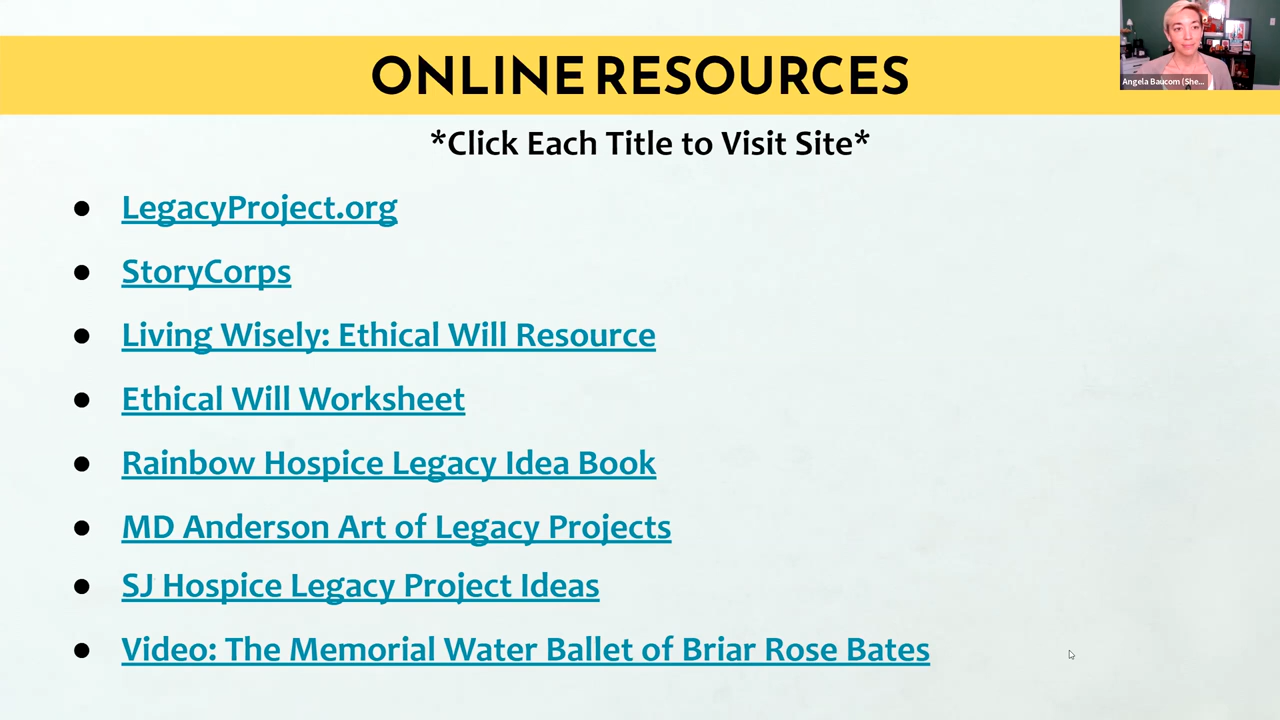 ONLINE RESOURCES
Angela Baucom (She...
*Click Each Title to Visit Site*
● LegacyProject.org
● StoryCorps
● Living Wisely: Ethical Will Resource
● Ethical Will Worksheet
● Rainbow Hospice Legacy Idea Book
● MD Anderson Art of Legacy Projects
● SJ Hospice Legacy Project Ideas
● Video: The Memorial Water Ballet of Briar Rose Bates